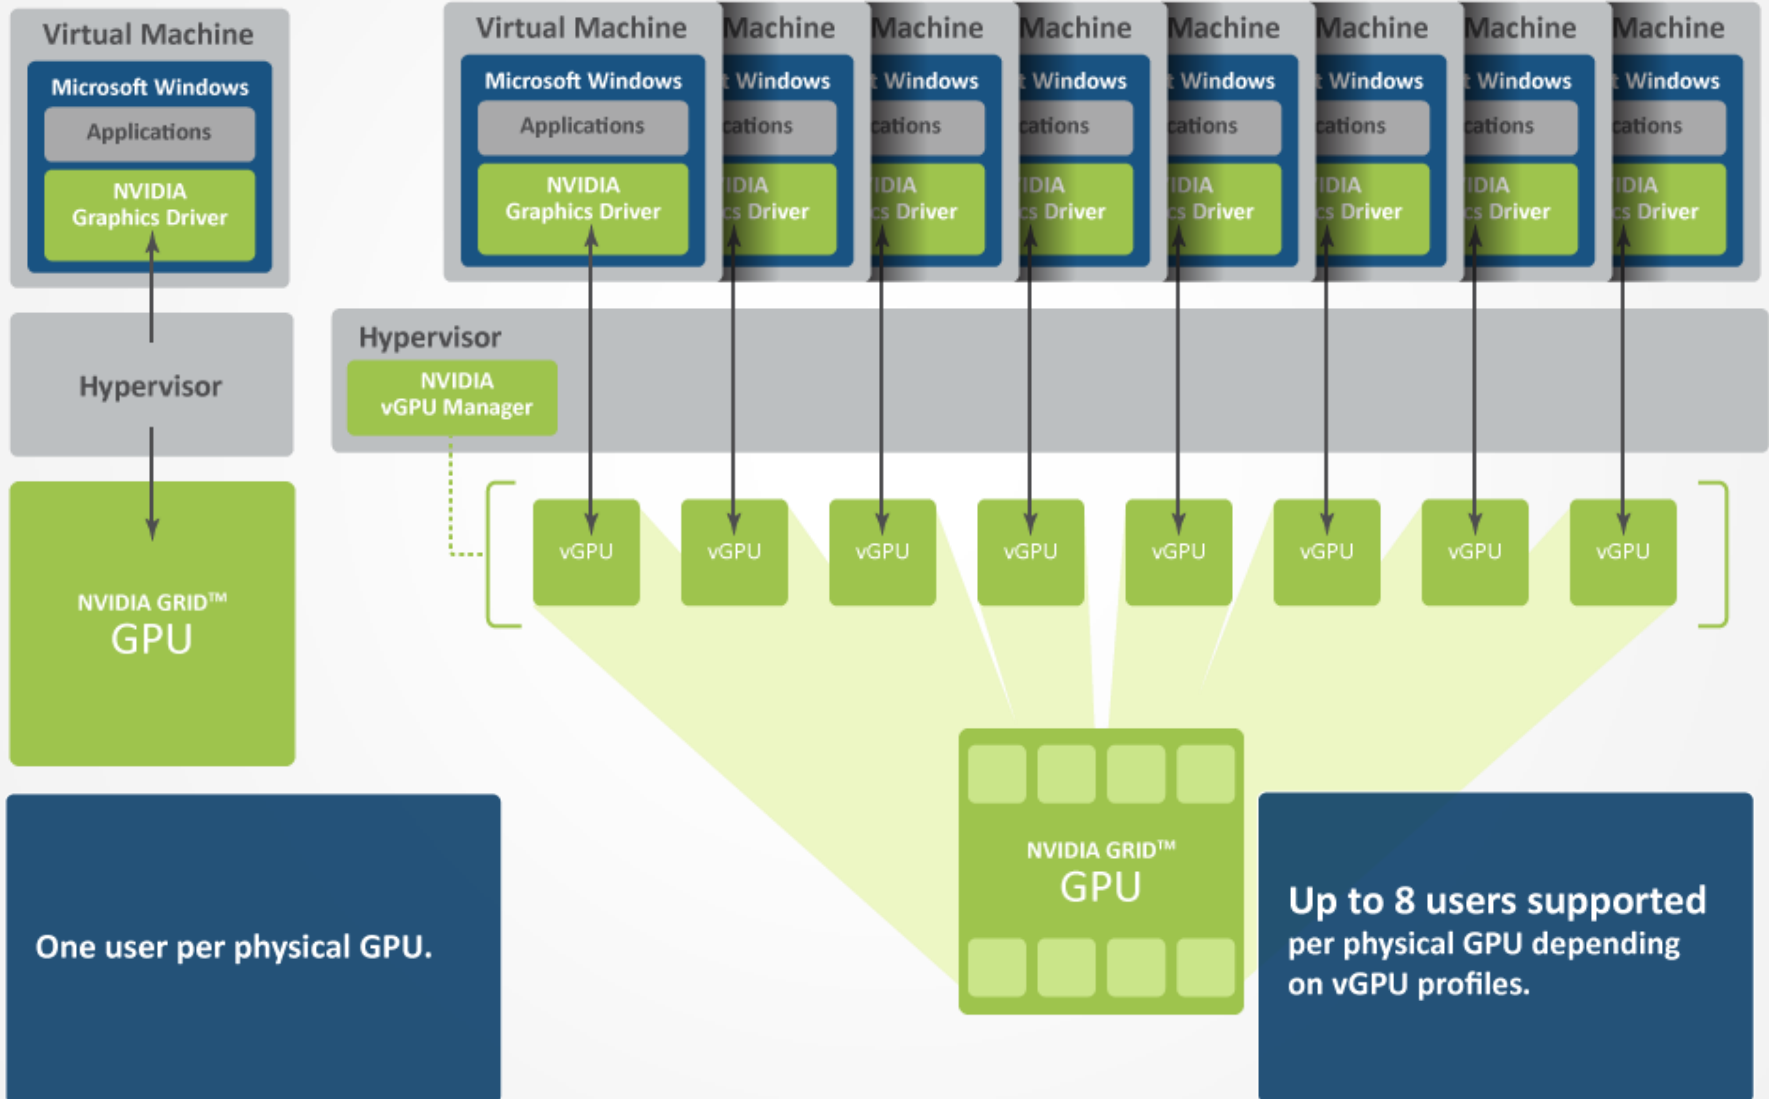 Virtual Machine
Microsoft Windows
Applications
NVIDIA
Graphics Driver
Hypervisor
NVIDIA GRID™
GPU
One user per physical GPU.
Virtual Machine
Machine
Machine
Machine
Machine
Machine
Machine
Machine
Microsoft Windows
t Windows
t Windows
t Windows
t Windows
t Windows
t Windows
t Windows
Applications
cations
cations
cations
cations
cations
cations
cations
NVIDIA
IDIA
IDIA
IDIA
IDIA
IDIA
IDIA
IDIA
Graphics Driver
cs Driver
cs Driver
cs Driver
cs Driver
cs Driver
cs Driver
cs Driver
Hypervisor
NVIDIA
vGPU Manager
vGPU
vGPU
vGPU
vGPU
vGPU
vGPU
vGPU
vGPU
NVIDIA GRID™
GPU
Up to 8 users supported
per physical GPU depending
on vGPU profiles.